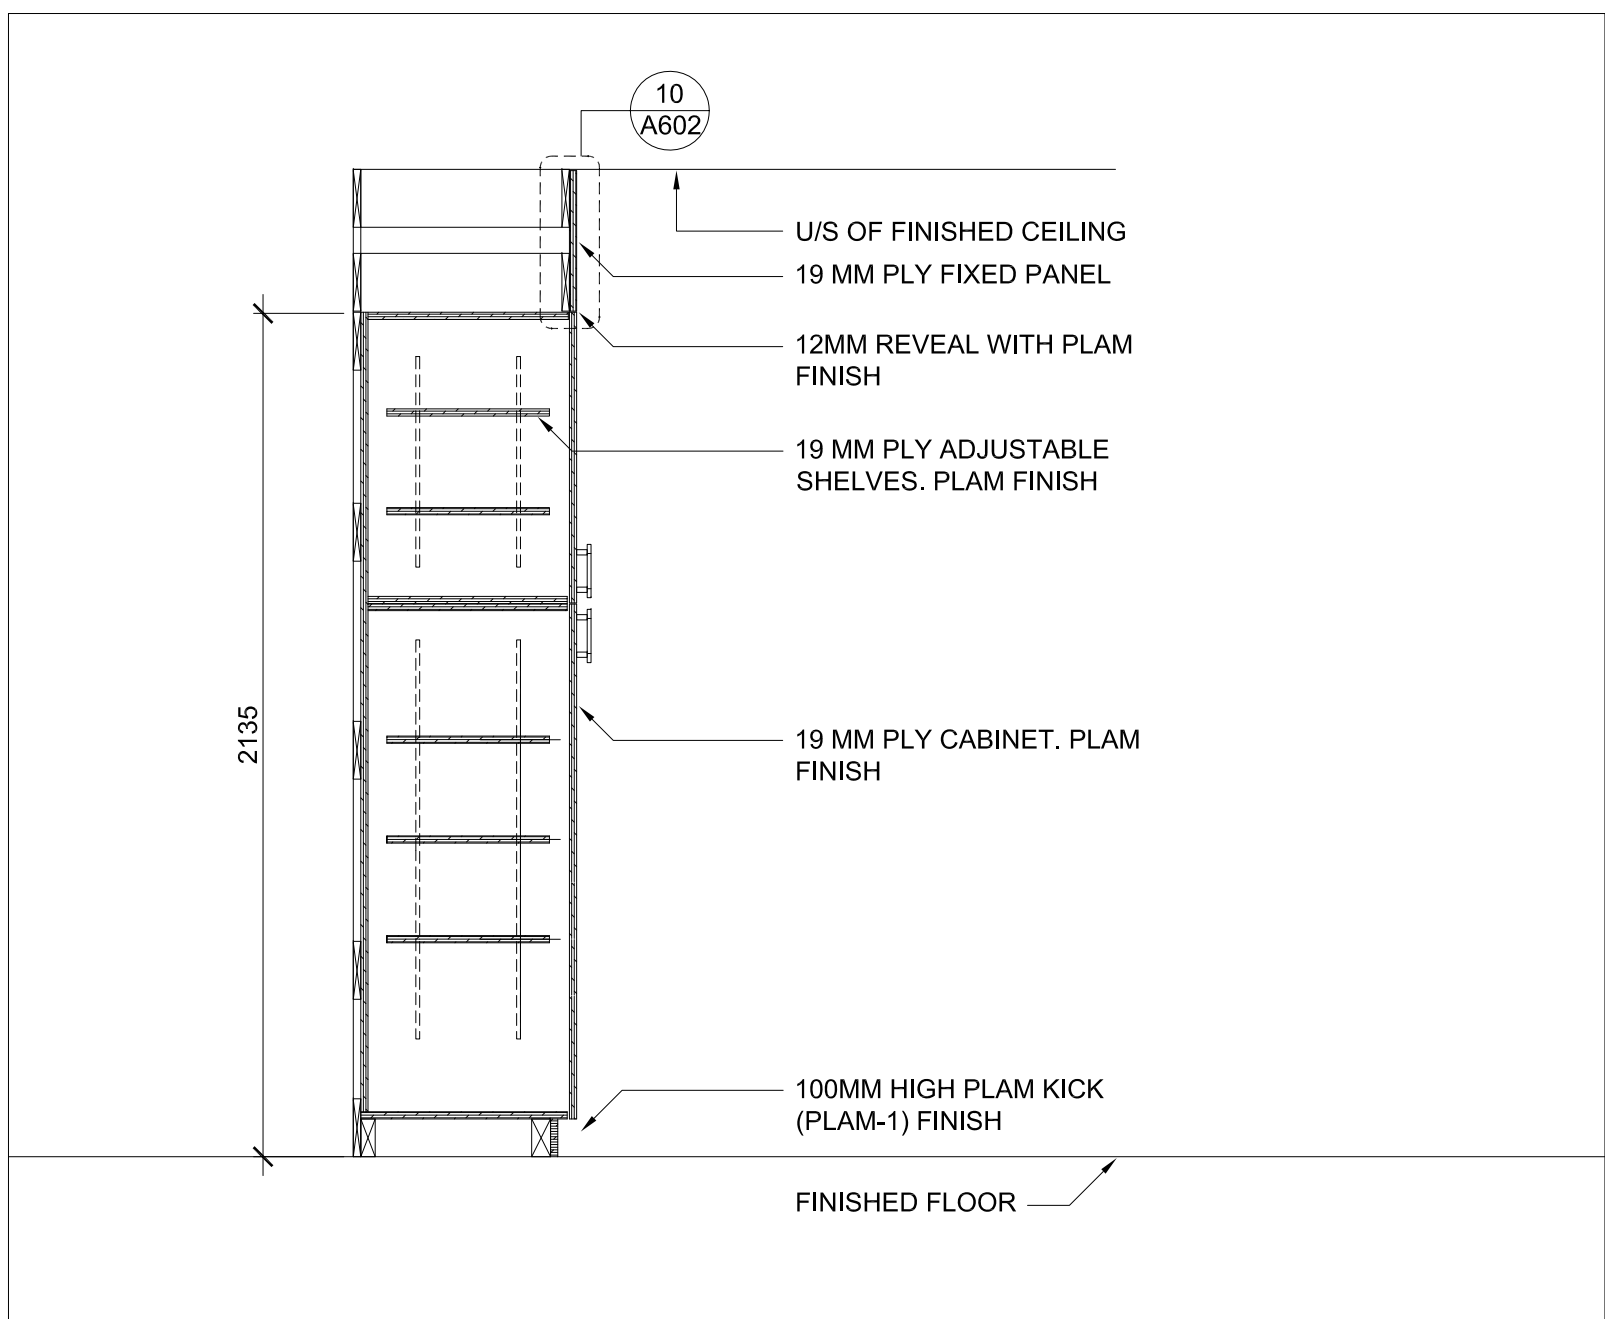 10
A602
U/S OF FINISHED CEILING
19 MM PLY FIXED PANEL
12MM REVEAL WITH PLAM
FINISH
19 MM PLY ADJUSTABLE
SHELVES. PLAM FINISH
2135
19 MM PLY CABINET. PLAM
FINISH
100MM HIGH PLAM KICK
(PLAM-1) FINISH
FINISHED FLOOR